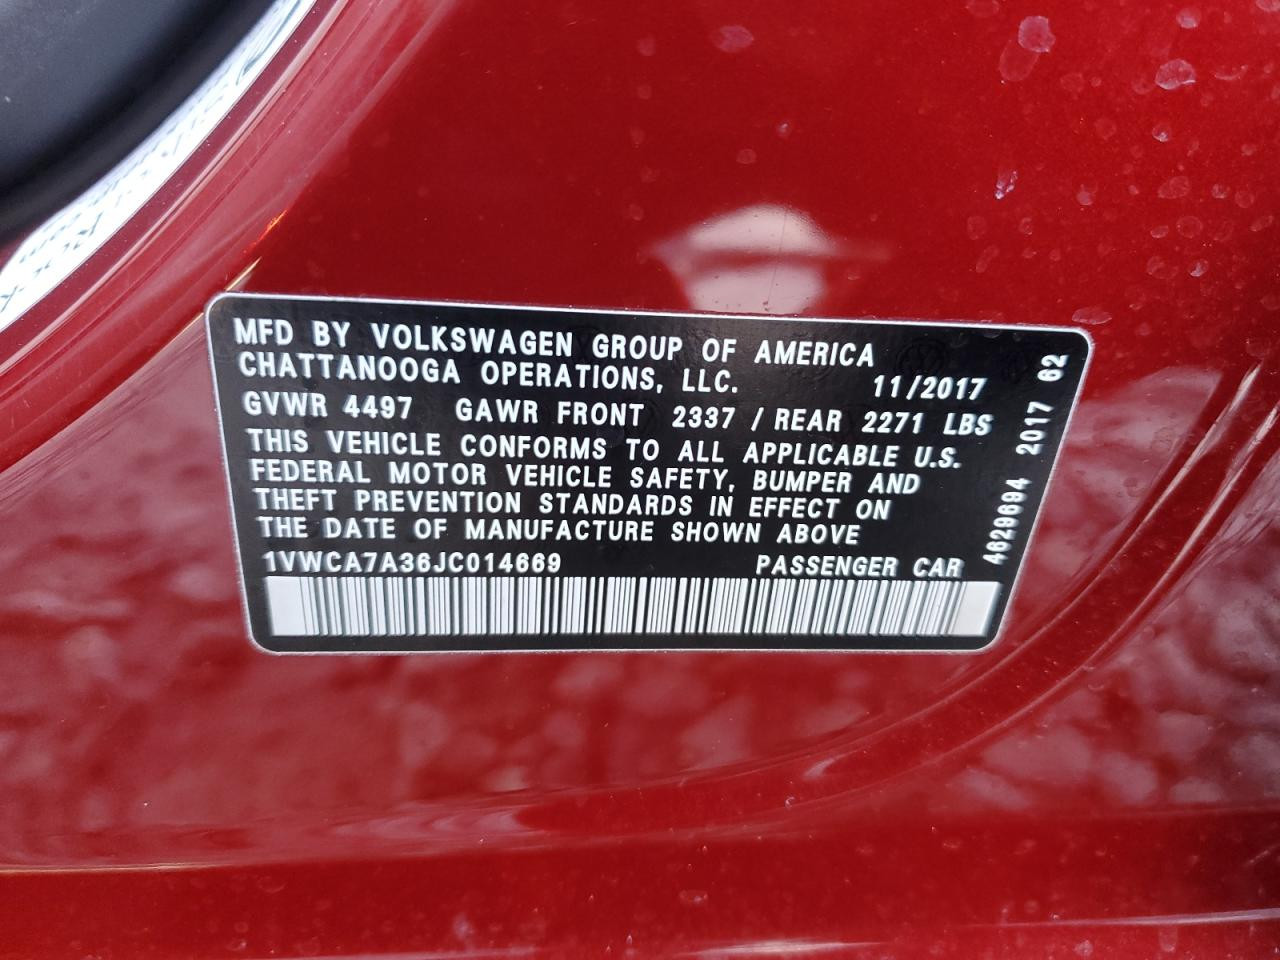 MFD BY VOLKSWAGEN GROUP OF AMERICA
CHATTANOOGA OPERATIONS, LLC. 11/2017
GVWR 4497 GAWR FRONT 2337 / REAR 2271 LBS
THIS VEHICLE CONFORMS TO ALL APPLICABLE U.S.
FEDERAL MOTOR VEHICLE SAFETY, BUMPER AND
THEFT PREVENTION STANDARDS IN EFFECT ON
THE DATE OF MANUFACTURE SHOWN ABOVE
1VWCA7A36JC014669 PASSENGER CAR
4629694 2017 62